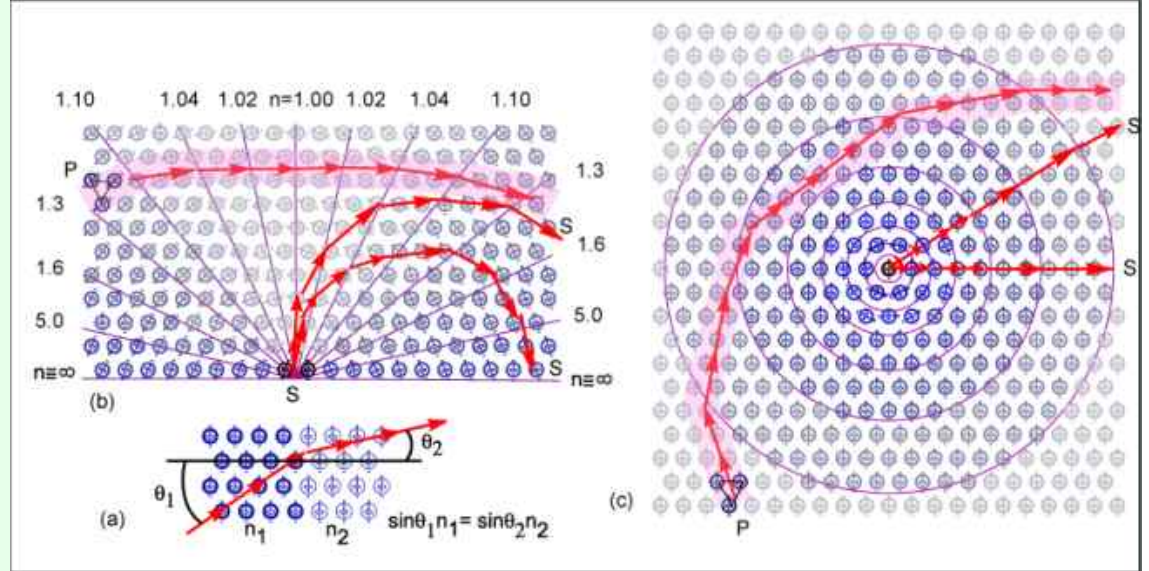 1.10 1.04 1.02 n=1.00 1.02 1.04 1.10
P
1.3
1.3
S
1.6
1.6
5.0
5.0
S
n≡∞
n≡∞
S
(b)
θ1
θ2
(a)
n1
n2
sinθ1n1= sinθ2n2
S
S
(c)
P